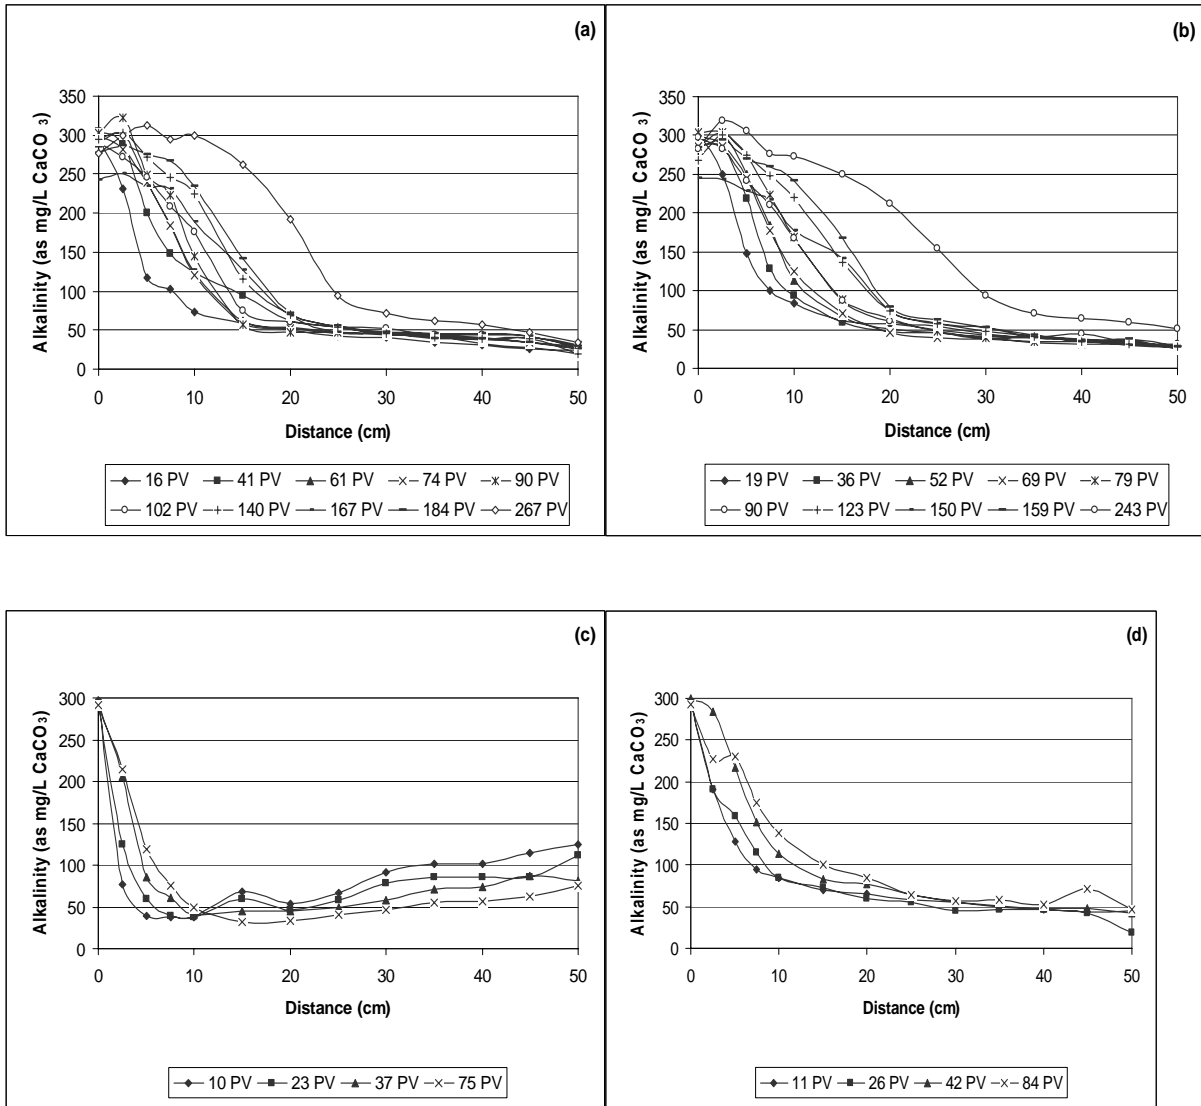 (a)
Alkalinity (as mg/L CaCO3)
350
300
250
200
150
100
50
0
0 10 20 30 40 50
Distance (cm)
16 PV 41 PV 61 PV 74 PV 90 PV
102 PV 140 PV 167 PV 184 PV 267 PV
(b)
Alkalinity (as mg/L CaCO3)
350
300
250
200
150
100
50
0
0 10 20 30 40 50
Distance (cm)
19 PV 36 PV 52 PV 69 PV 79 PV
90 PV 123 PV 150 PV 159 PV 243 PV
(c)
Alkalinity (as mg/L CaCO3)
300
250
200
150
100
50
0
0 10 20 30 40 50
Distance (cm)
10 PV 23 PV 37 PV 75 PV
(d)
Alkalinity (as mg/L CaCO3)
300
250
200
150
100
50
0
0 10 20 30 40 50
Distance (cm)
11 PV 26 PV 42 PV 84 PV